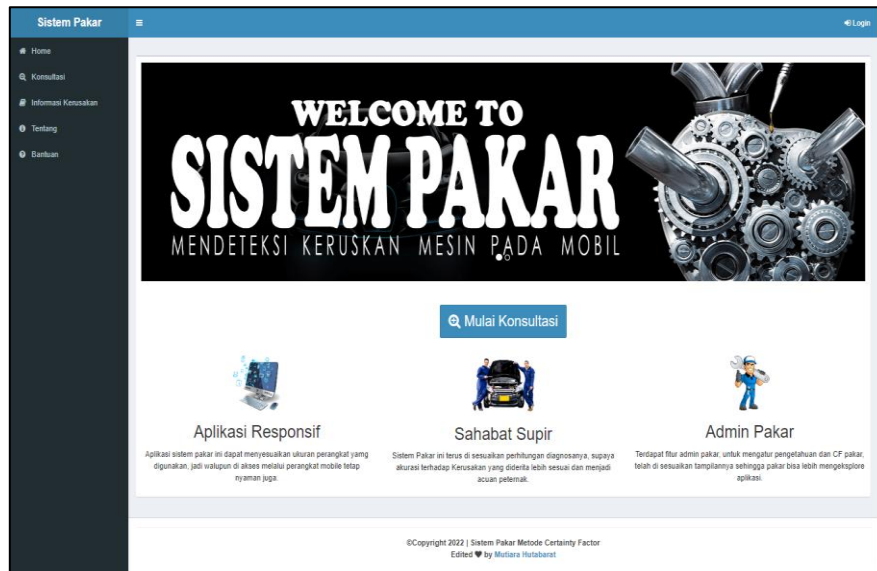 Sistem Pakar
Login
Home
Konsultasi
Informasi Kerusakan
Tentang
Bantuan
WELCOME TO
SISTEM PAKAR
MENDETEKSI KERUSKAN MESIN PADA MOBIL
Mulai Konsultasi
Aplikasi Responsif
Aplikasi sistem pakar ini dapat menyesuaikan ukuran perangkat yamg
digunakan, jadi walupun di akses melalui perangkat mobile tetap
nyaman juga.
Sahabat Supir
Sistem Pakar ini terus di sesuaikan perhitungan diagnosanya, supaya
akurasi terhadap Kerusakan yang diderita lebih sesuai dan menjadi
acuan peternak.
Admin Pakar
Terdapat fitur admin pakar, untuk mengatur pengetahuan dan CF pakar,
telah di sesuaikan tampilannya sehingga pakar bisa lebih mengeksplore
aplikasi.
©Copyright 2022 | Sistem Pakar Metode Certainty Factor
Edited ♥ by Mutiara Hutabarat